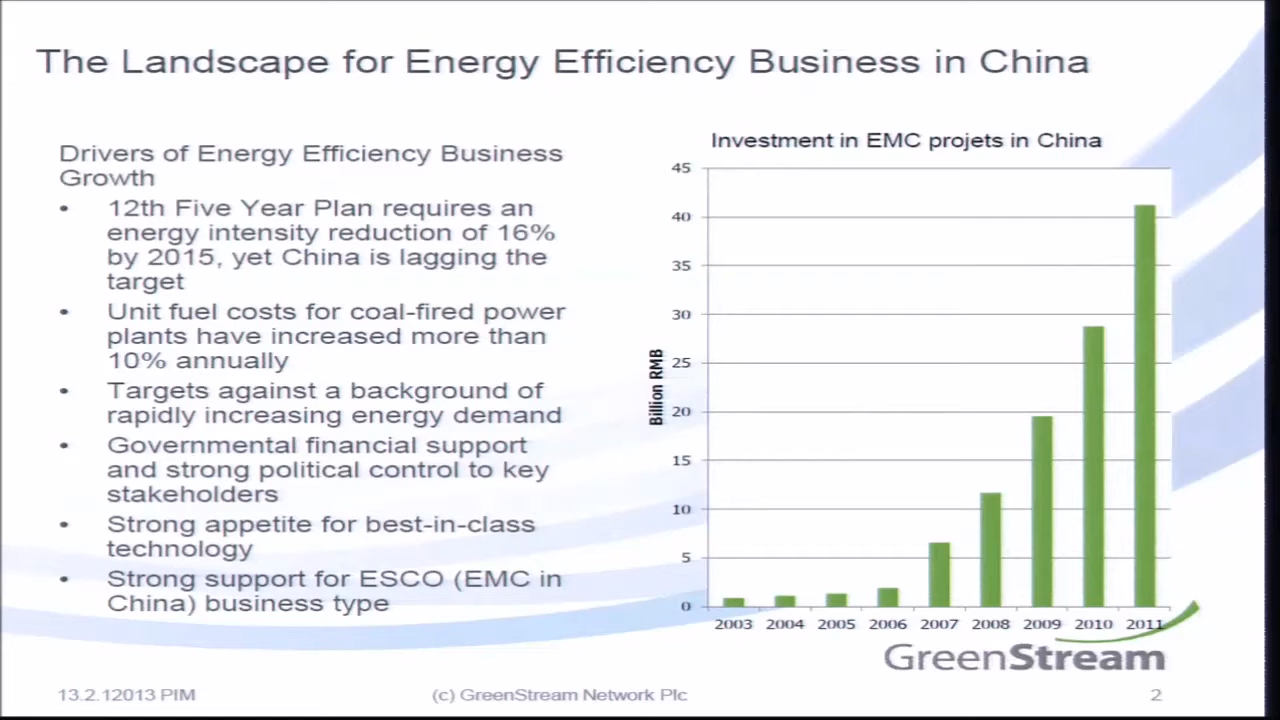 The Landscape for Energy Efficiency Business in China
Drivers of Energy Efficiency Business
Growth
• 12th Five Year Plan requires an
energy intensity reduction of 16%
by 2015, yet China is lagging the
target
• Unit fuel costs for coal-fired power
plants have increased more than
10% annually
• Targets against a background of
rapidly increasing energy demand
• Governmental financial support
and strong political control to key
stakeholders
• Strong appetite for best-in-class
technology
• Strong support for ESCO (EMC in
China) business type
Investment in EMC projets in China
Billion RMB
45
40
35
30
25
20
15
10
5
0
2003 2004 2005 2006 2007 2008 2009 2010 2011
GreenStream
13.2.12013 PIM
(c) GreenStream Network Plc
2